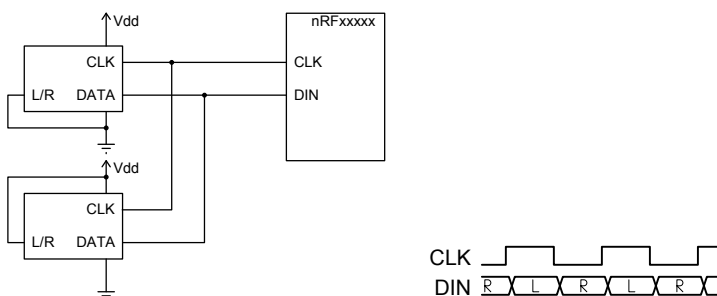 Vdd
nRFxxxxx
CLK
CLK
L/R DATA
DIN
Vdd
CLK
L/R DATA
CLK
DIN R L R L R